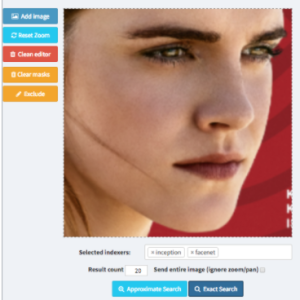 Add image
Reset Zoom
Clean editor
Clear masks
Exclude
Selected indexers: × inception × facenet
Result count 20 Send entire image (ignore zoom/pan)
Approximate Search Exact Search